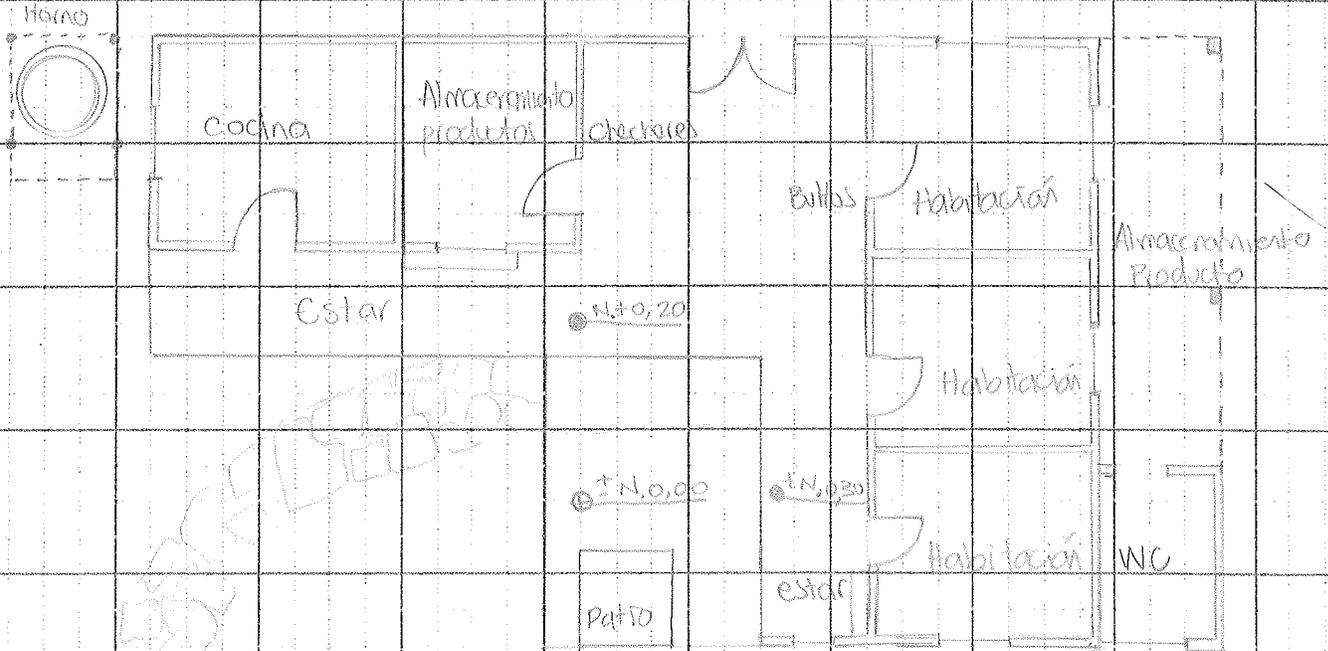 Horno
Cocina
Almacenamiento
productos
checheres
Bultos
Habitación
Almacenamiento
Producto
Estar
N.+0,20
Habitación
±N.0,00
±N.0,30
Habitación
WC
estar
Patio